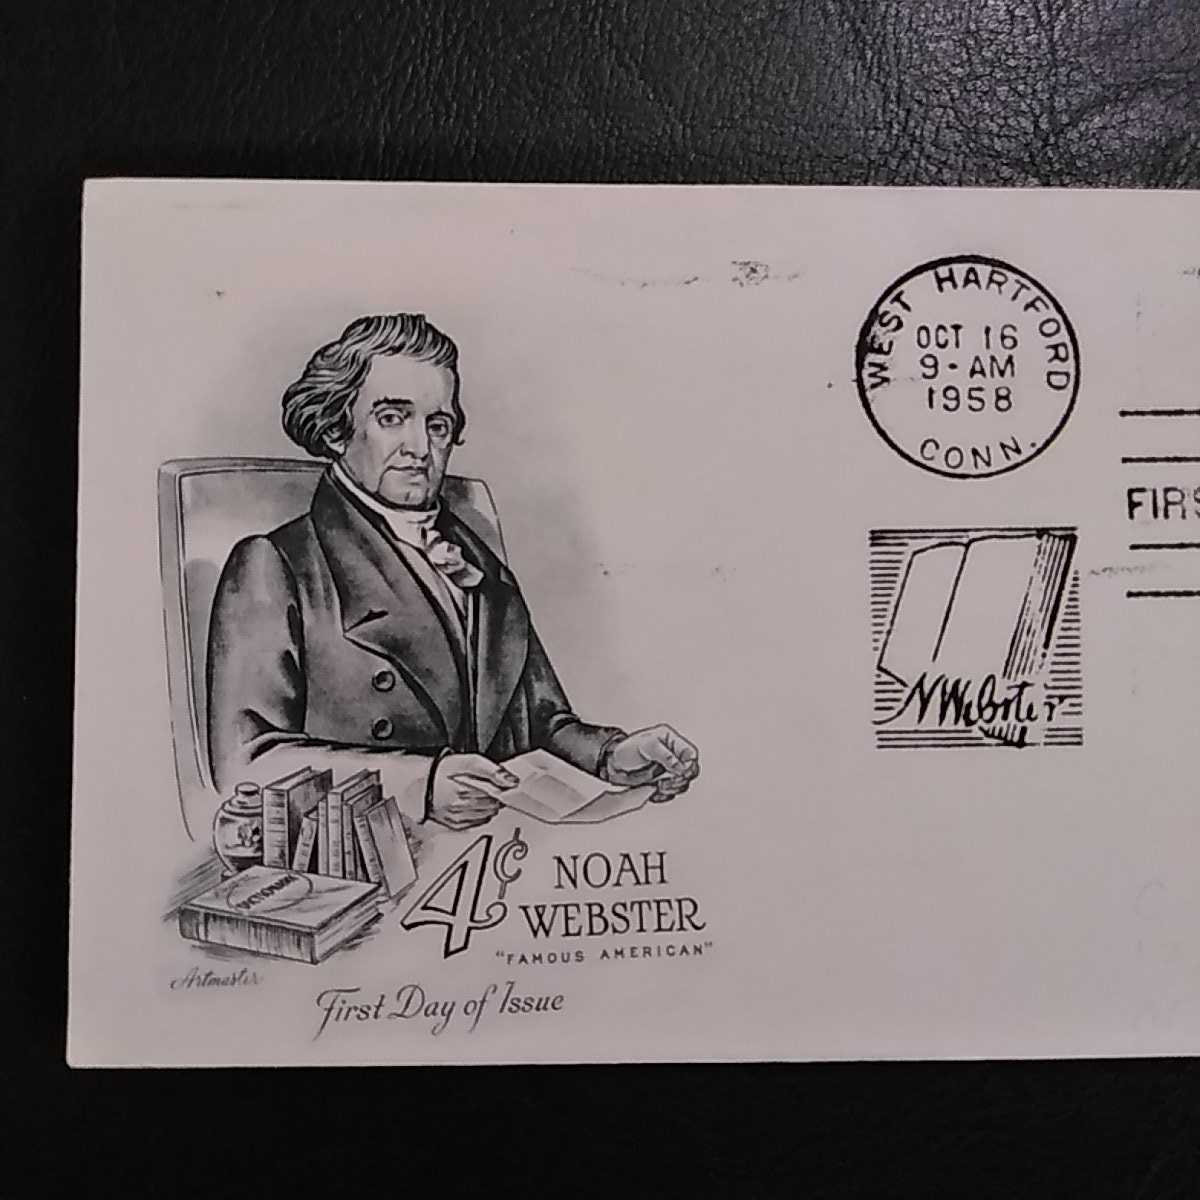 WEST HARTFORD
OCT 16
9-AM
1958
CONN.
FIRS
N Webster
DICTIONARY
4¢ NOAH
WEBSTER
"FAMOUS AMERICAN"
Artmaster
First Day of Issue